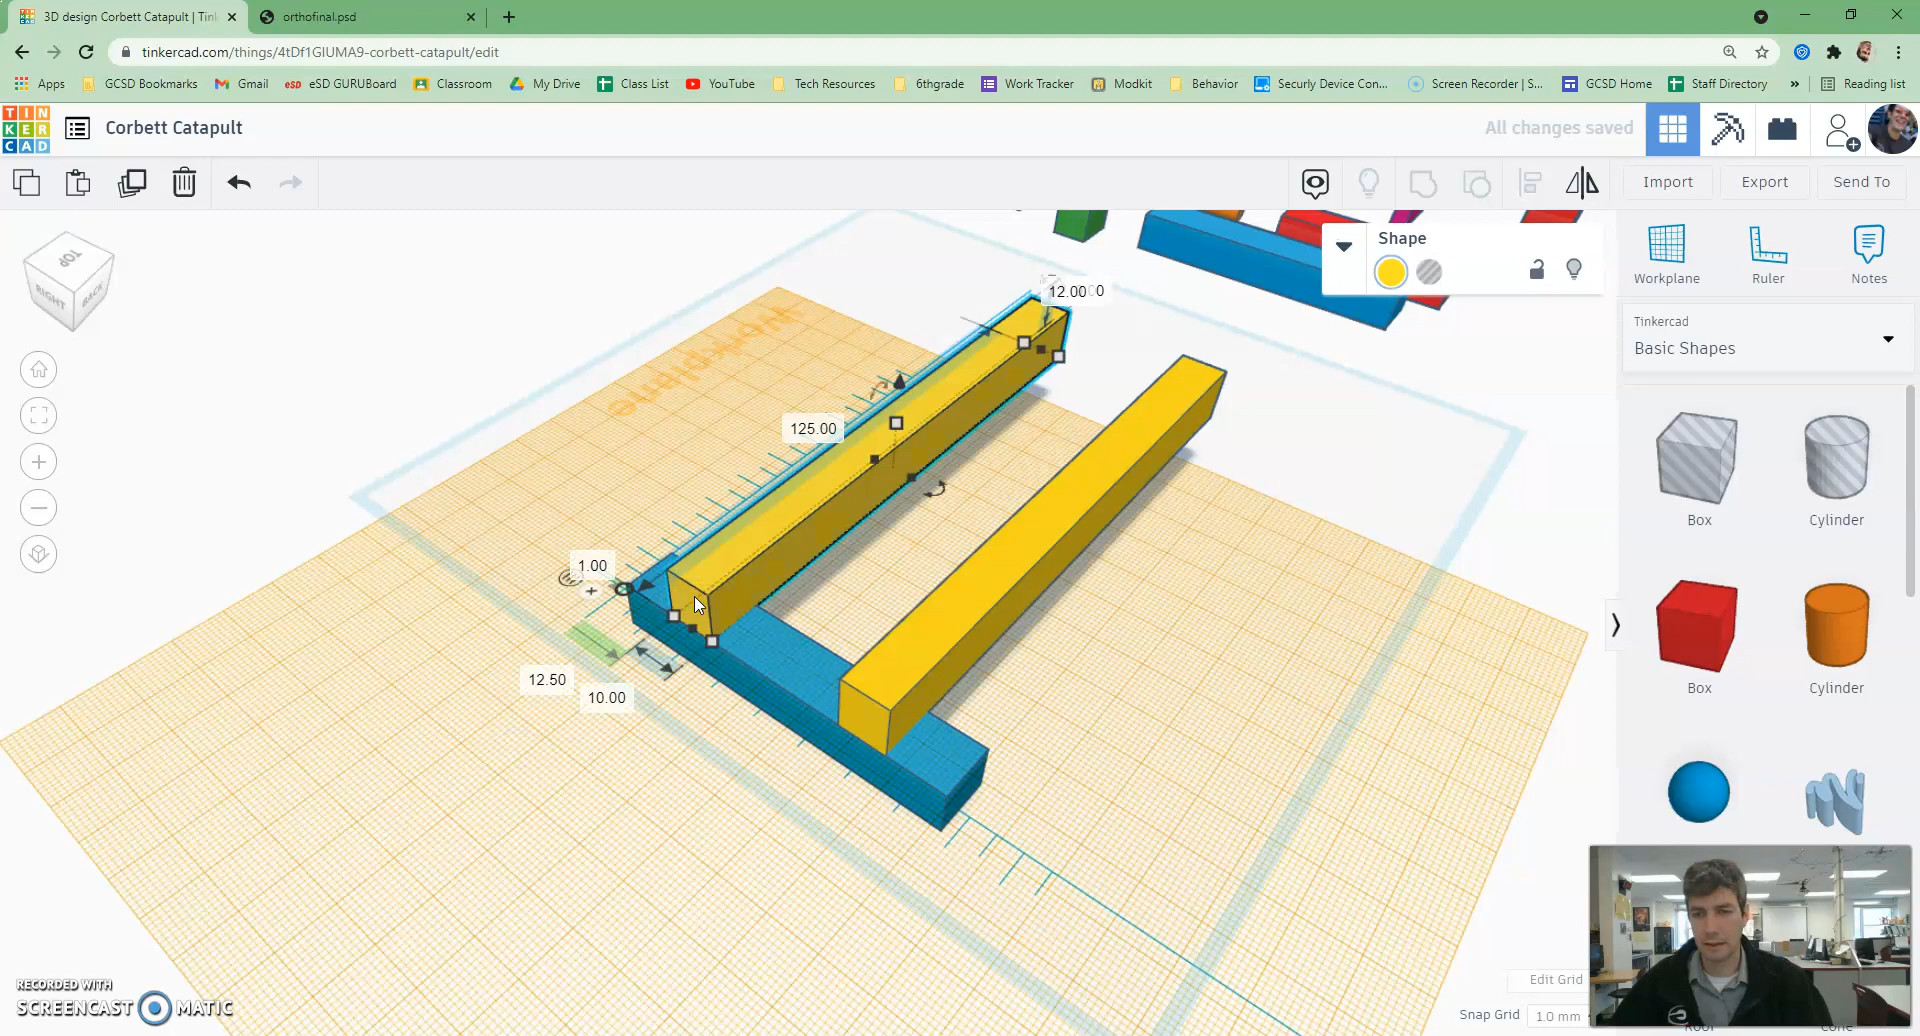 3D design Corbett Catapult | Tin
orthofinal.psd
tinkercad.com/things/4tDf1GIUMA9-corbett-catapult/edit
Apps GCSD Bookmarks Gmail eSD eSD GURUBoard Classroom My Drive Class List YouTube Tech Resources 6thgrade Work Tracker Modkit Behavior Securly Device Con... Screen Recorder | S... GCSD Home Staff Directory » Reading list
TIN
KER
CAD
Corbett Catapult
All changes saved
Import Export Send To
TOP
RIGHT
BACK
Shape
Workplane Ruler Notes
Tinkercad
Basic Shapes
Workplane
12.00
125.00
1.00
12.50
10.00
Box Cylinder
Box Cylinder
Edit Grid
Snap Grid 1.0 mm
RECORDED WITH
SCREENCAST MATIC